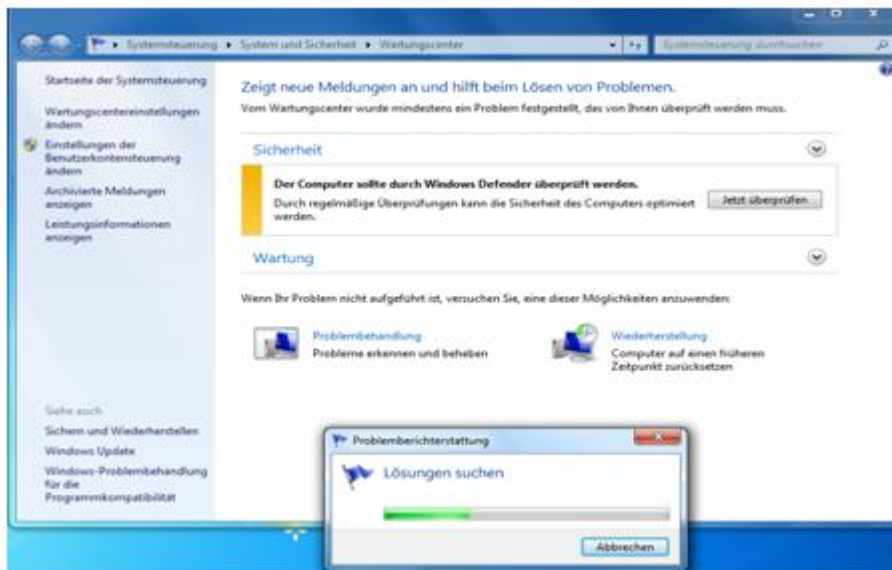 Systemsteuerung System und Sicherheit Wartungscenter
Systemsteuerung durchsuchen
Startseite der Systemsteuerung
Wartungscentereinstellungen
ändern
Einstellungen der
Benutzerkontensteuerung
ändern
Archivierte Meldungen
anzeigen
Leistungsinformationen
anzeigen
Siehe auch
Sichern und Wiederherstellen
Windows Update
Windows-Problembehandlung
für die
Programmkompatibilität
Zeigt neue Meldungen an und hilft beim Lösen von Problemen.
Vom Wartungscenter wurde mindestens ein Problem festgestellt, das von Ihnen überprüft werden muss.
Sicherheit
Der Computer sollte durch Windows Defender überprüft werden.
Durch regelmäßige Überprüfungen kann die Sicherheit des Computers optimiert
werden.
Jetzt überprüfen
Wartung
Wenn Ihr Problem nicht aufgeführt ist, versuchen Sie, eine dieser Möglichkeiten anzuwenden:
Problembehandlung
Probleme erkennen und beheben
Wiederherstellung
Computer auf einen früheren
Zeitpunkt zurücksetzen
Problemberichterstattung
Lösungen suchen
Abbrechen